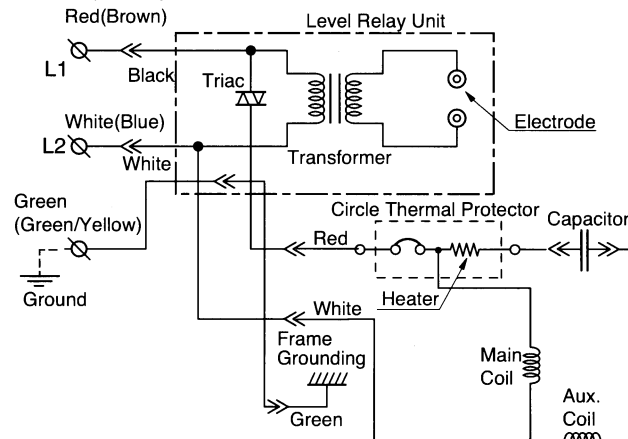 Red(Brown)
Level Relay Unit
L1
Black
Triac
White(Blue)
Electrode
L2
White
Transformer
Green
(Green/Yellow)
Circle Thermal Protector
Capacitor
Red
Ground
Heater
White
Frame
Grounding
Main
Coil
Aux.
Coil
Green